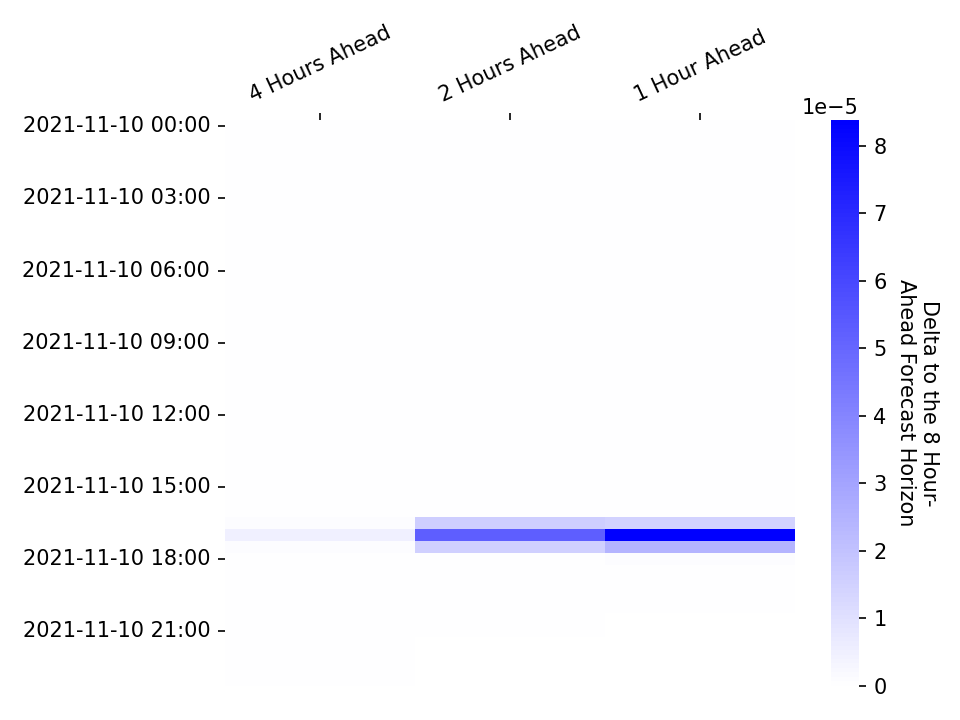 4 Hours Ahead
2 Hours Ahead
1 Hour Ahead
1e−5
2021-11-10 00:00
2021-11-10 03:00
2021-11-10 06:00
2021-11-10 09:00
2021-11-10 12:00
2021-11-10 15:00
2021-11-10 18:00
2021-11-10 21:00
8
7
6
5
4
3
2
1
0
Delta to the 8 Hour-
Ahead Forecast Horizon